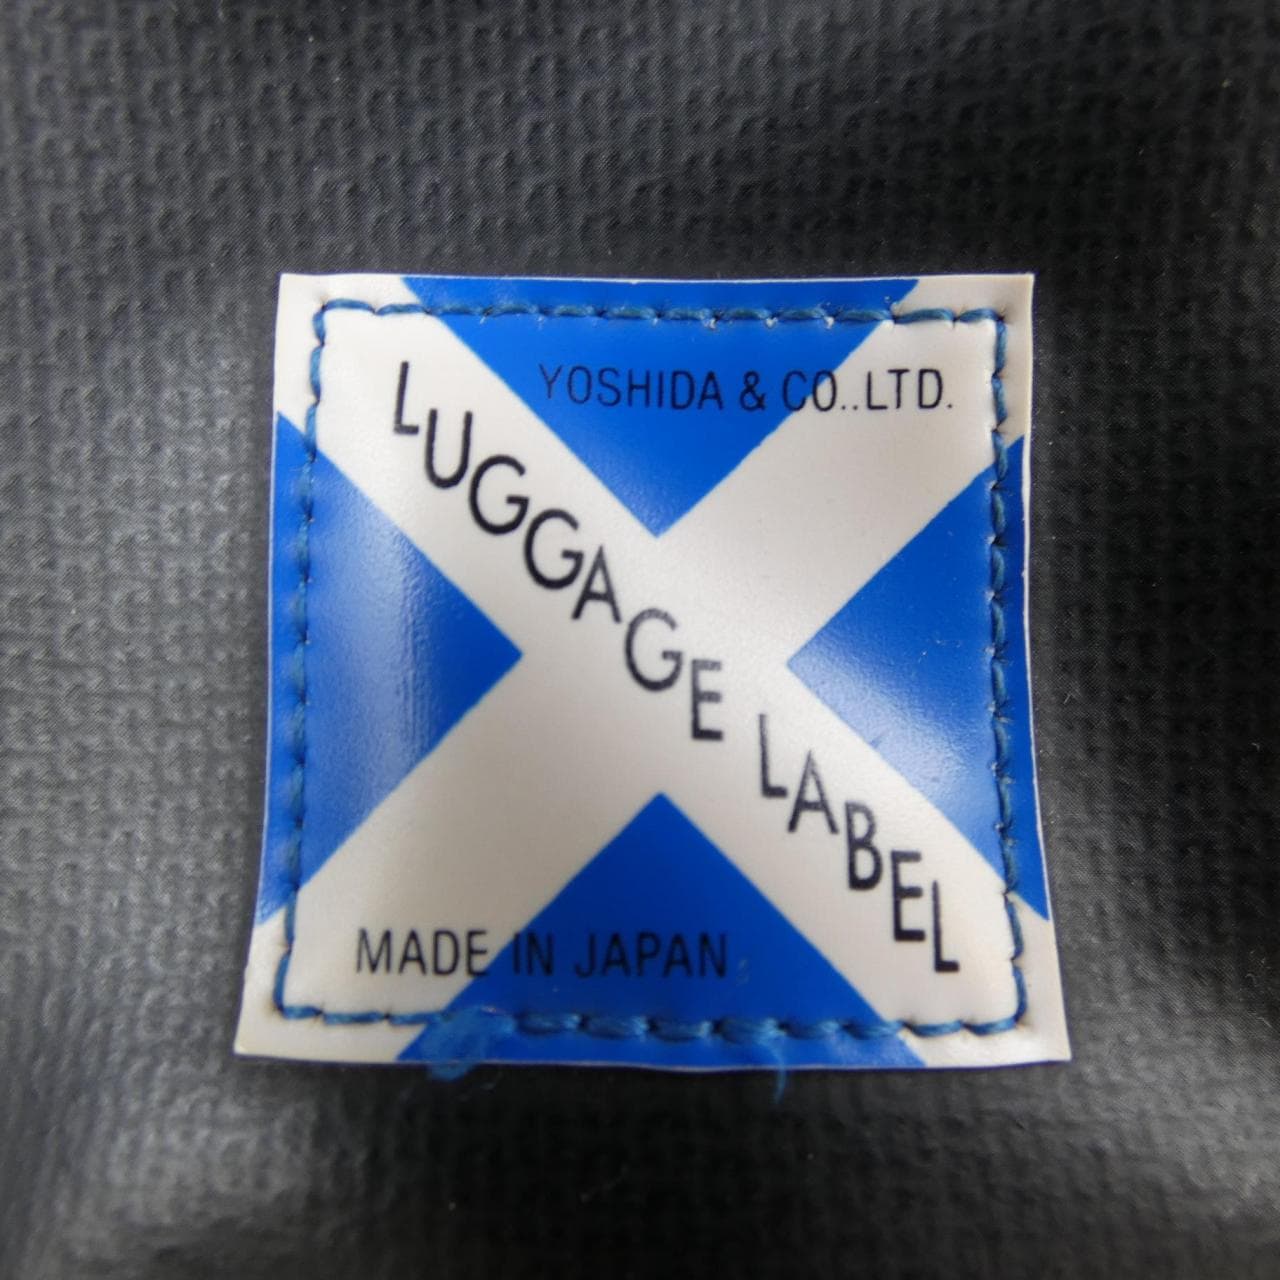 YOSHIDA & CO..LTD.
LUGGAGE LABEL
MADE IN JAPAN